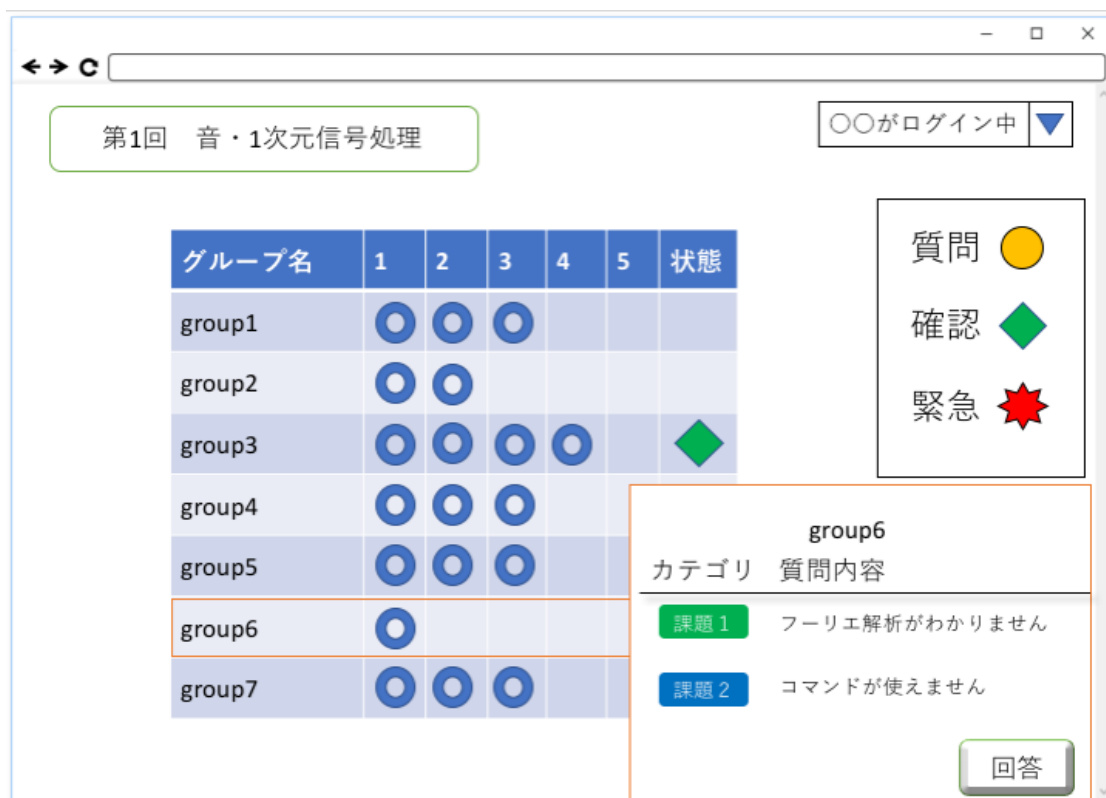 第1回　音・1次元信号処理
〇〇がログイン中
グループ名 1 2 3 4 5 状態
group1
group2
group3
group4
group5
group6
group7
質問
確認
緊急
group6
カテゴリ 質問内容
課題1 フーリエ解析がわかりません
課題2 コマンドが使えません
回答